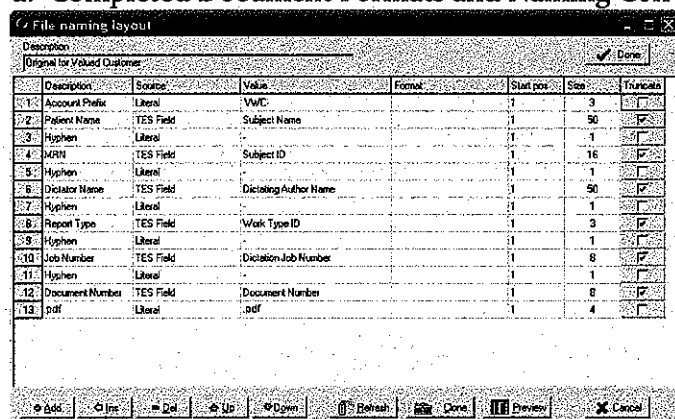 a. Completed Document Formats and Naming Con
File naming layout
Description
Original for Valued Customer
Done
Description Source Value Format Start pos Size Truncate
1 Account Prefix Literal VWC- 1 3
2 Patient Name TES Field Subject Name 1 50
3 Hyphen Literal - 1 1
4 MRN TES Field Subject ID 1 16
5 Hyphen Literal - 1 1
6 Dictator Name TES Field Dictating Author Name 1 50
7 Hyphen Literal - 1 1
8 Report Type TES Field Work Type ID 1 3
9 Hyphen Literal - 1 1
10 Job Number TES Field Dictation Job Number 1 8
11 Hyphen Literal - 1 1
12 Document Number TES Field Document Number 1 8
13 .pdf Literal .pdf 1 4
Add Ins Del Up Down Refresh Clone Preview Cancel